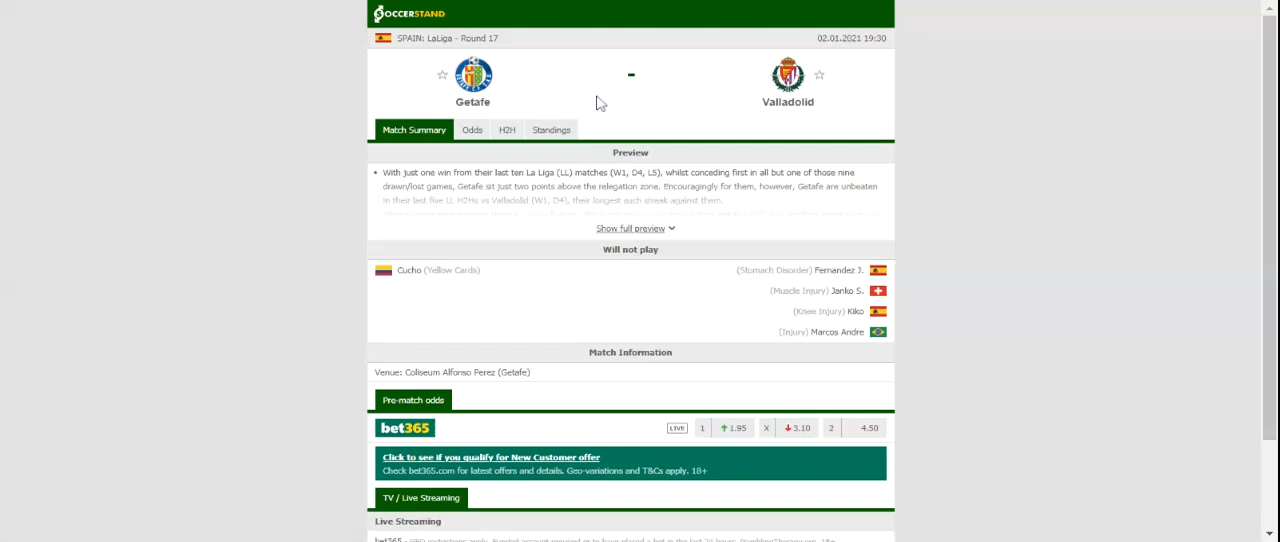 SOCCERSTAND
SPAIN: LaLiga - Round 17 02.01.2021 19:30
-
Getafe Valladolid
Match Summary Odds H2H Standings
Preview
With just one win from their last ten La Liga (LL) matches (W1, D4, L5), whilst conceding first in all but one of those nine
drawn/lost games, Getafe sit just two points above the relegation zone. Encouragingly for them, however, Getafe are unbeaten
in their last five LL H2Hs vs Valladolid (W1, D4), their longest such streak against them.
Show full preview
Will not play
Cucho (Yellow Cards) (Stomach Disorder) Fernandez J.
(Muscle Injury) Janko S.
(Knee Injury) Kiko
(Injury) Marcos Andre
Match Information
Venue: Coliseum Alfonso Perez (Getafe)
Pre-match odds
bet365 LIVE 1 1.95 X 3.10 2 4.50
Click to see if you qualify for New Customer offer
Check bet365.com for latest offers and details. Geo-variations and T&Cs apply. 18+
TV / Live Streaming
Live Streaming
bet365